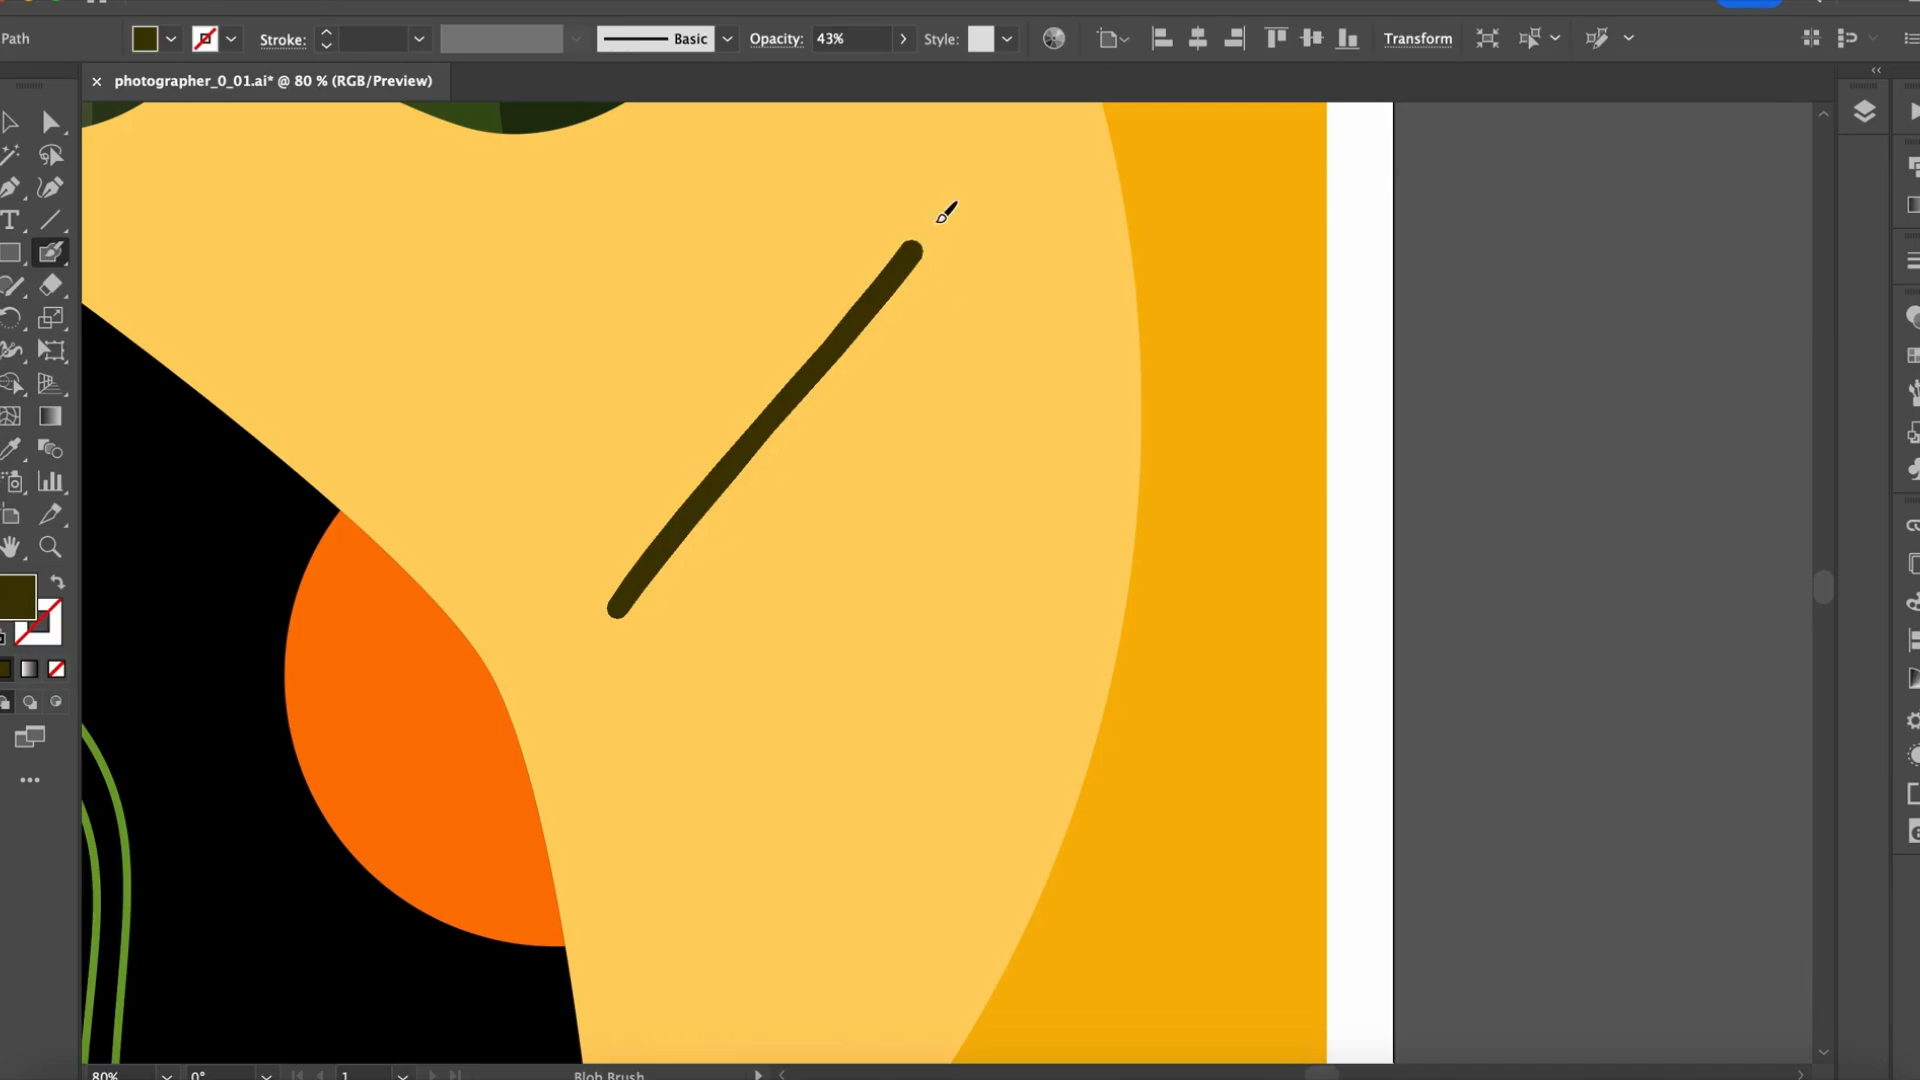 Path Stroke: Basic Opacity: 43% Style: Transform
× photographer_0_01.ai* @ 80 % (RGB/Preview)
T
80% 0° 1 Blob Brush